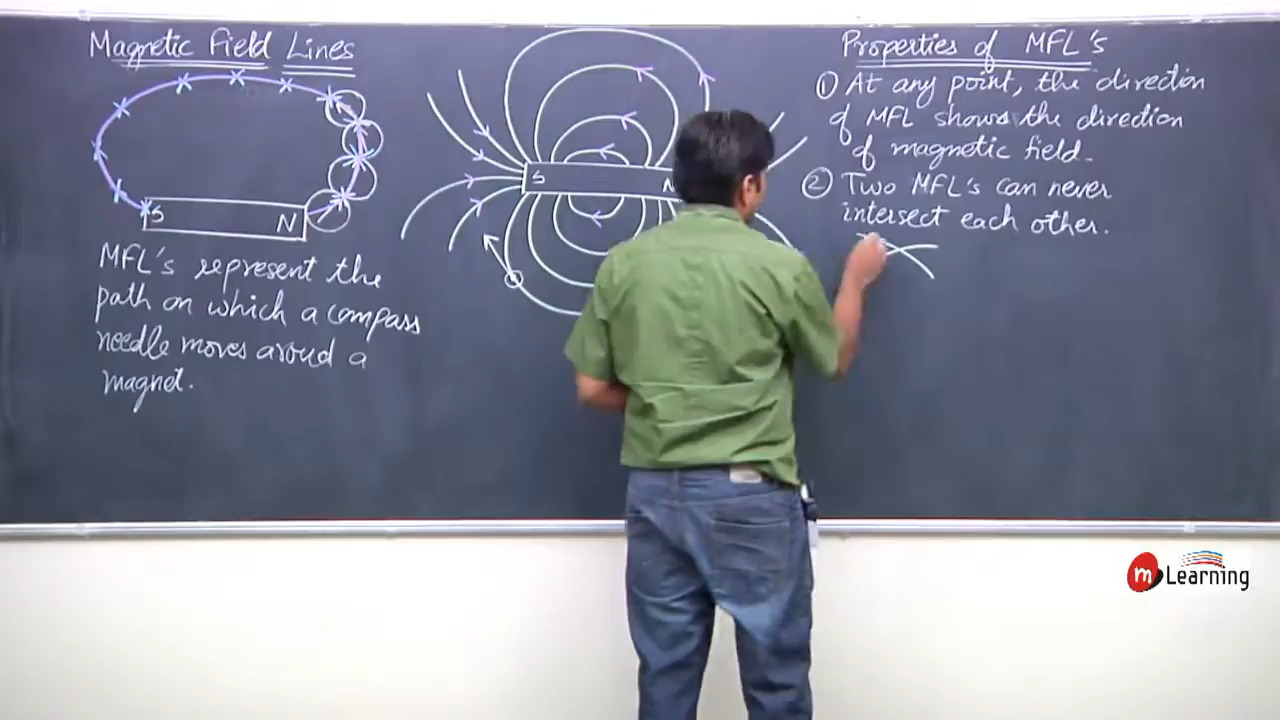 Magnetic Field Lines
S
N
MFL's represent the
path on which a compass
needle moves around a
magnet.
S
N
Properties of MFL's
① At any point, the direction
of MFL shows the direction
of magnetic field.
② Two MFL's can never
intersect each other.
m Learning